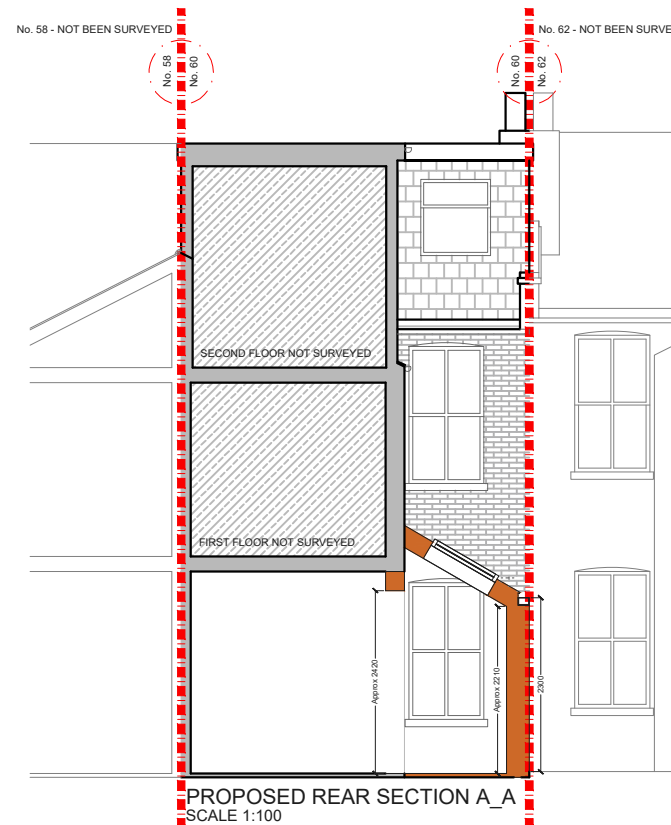 No. 58 - NOT BEEN SURVEYED
No. 62 - NOT BEEN SURVE
No. 58
No. 60
No. 60
No. 62
SECOND FLOOR NOT SURVEYED
FIRST FLOOR NOT SURVEYED
Approx 2420
Approx 2210
2300
PROPOSED REAR SECTION A_A
SCALE 1:100